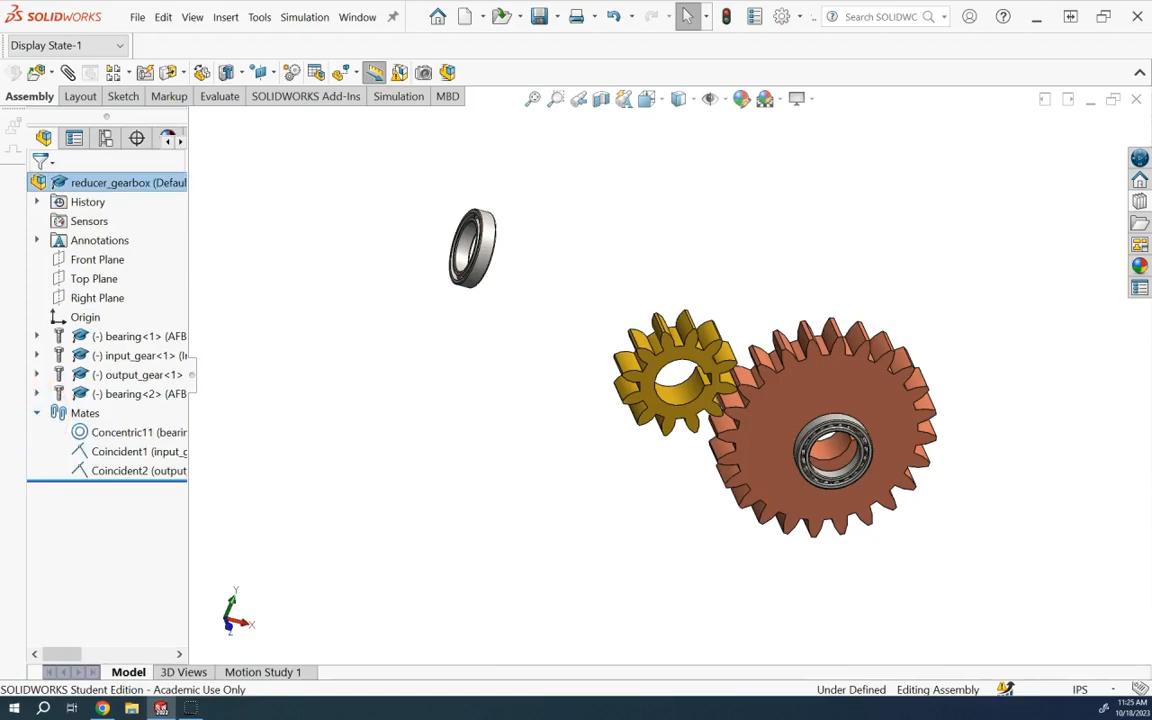 SOLIDWORKS File Edit View Insert Tools Simulation Window Search SOLIDWC
Display State-1
Assembly Layout Sketch Markup Evaluate SOLIDWORKS Add-Ins Simulation MBD
reducer_gearbox (Defaul
History
Sensors
Annotations
Front Plane
Top Plane
Right Plane
Origin
(-) bearing<1> (AFB
(-) input_gear<1> (I
(-) output_gear<1>
(-) bearing<2> (AFB
Mates
Concentric11 (bearir
Coincident1 (input_g
Coincident2 (output
Y
X
Z
Model 3D Views Motion Study 1
SOLIDWORKS Student Edition - Academic Use Only Under Defined Editing Assembly IPS
11:25 AM
10/18/2023